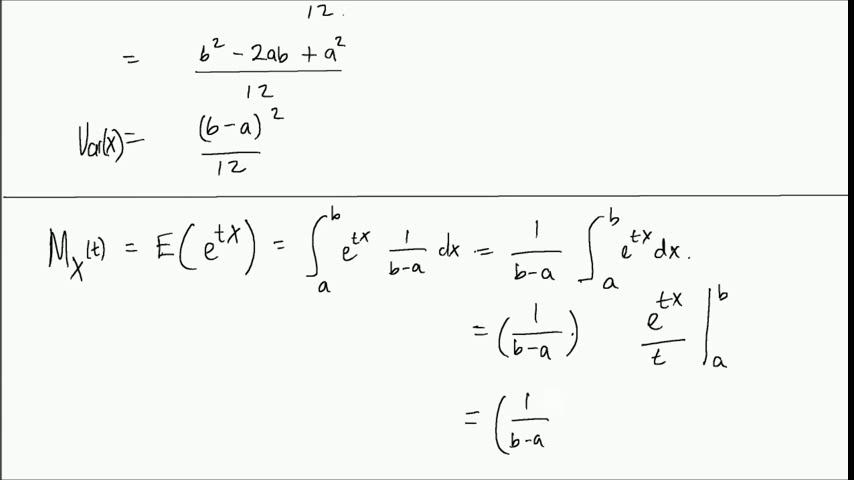 12.
= b² - 2ab + a² / 12
Var(X) = (b-a)² / 12
M_X(t) = E(e^{tX}) = ∫_a^b e^{tx} 1/(b-a) dx = 1/(b-a) ∫_a^b e^{tx} dx.
= (1/(b-a).) e^{tx}/t |_a^b
= (1/(b-a)